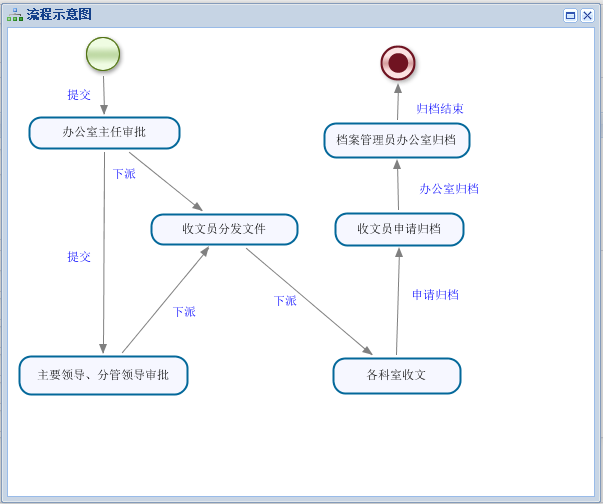 流程示意图
提交
归档结束
办公室主任审批
档案管理员办公室归档
下派
办公室归档
收文员分发文件
收文员申请归档
提交
下派
下派
申请归档
主要领导、分管领导审批
各科室收文